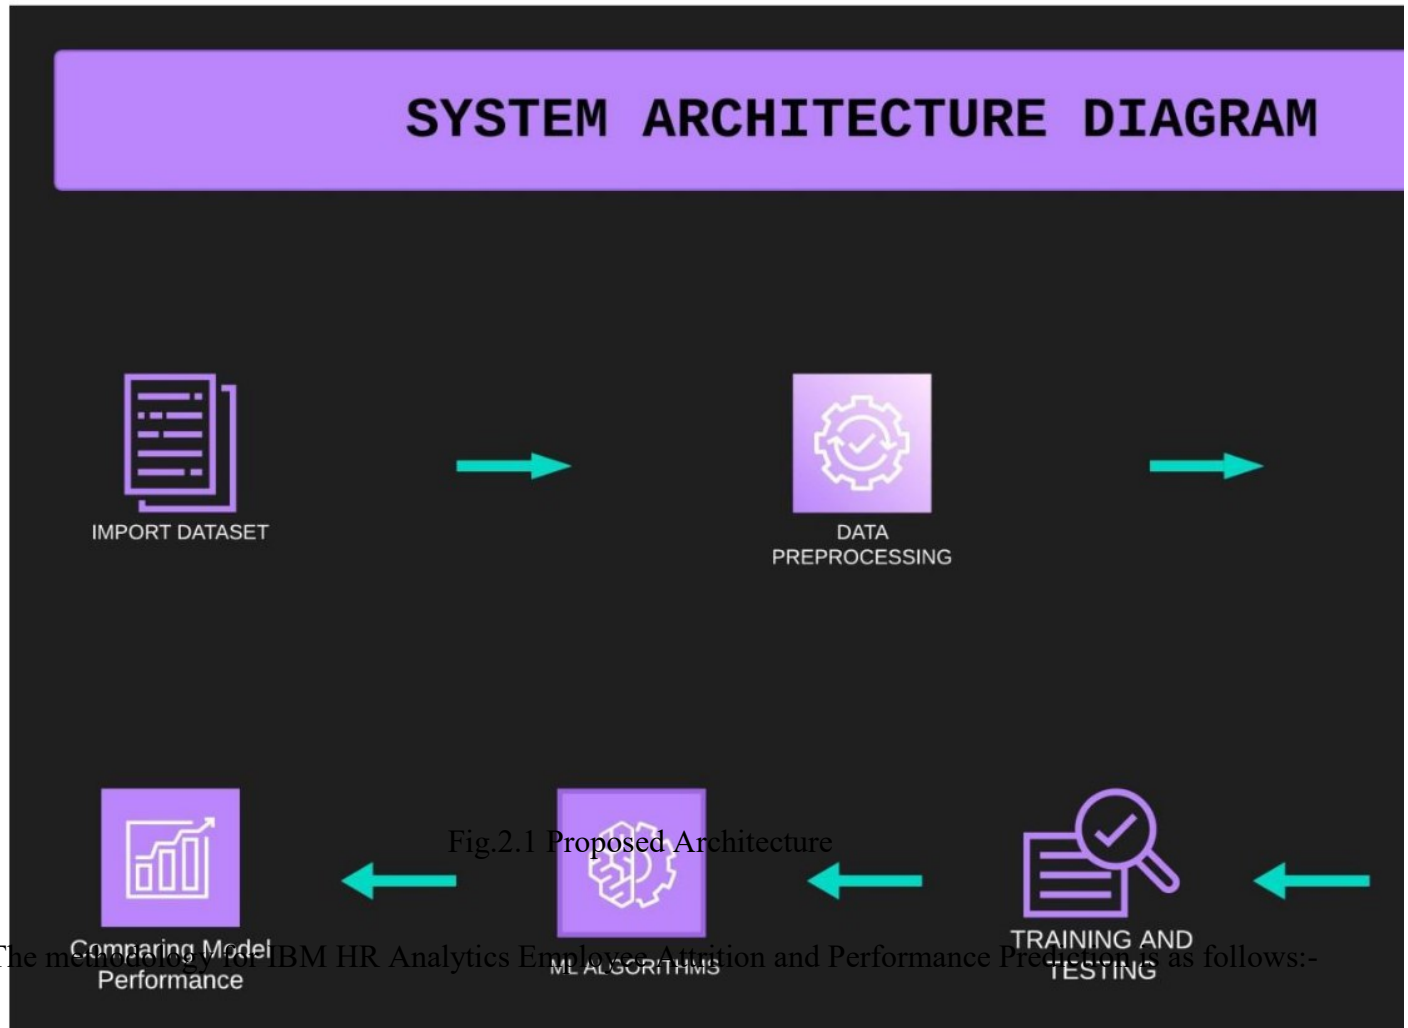 SYSTEM ARCHITECTURE DIAGRAM
IMPORT DATASET
DATA
PREPROCESSING
Fig.2.1 Proposed Architecture
Comparing Model
Performance
ML ALGORITHMS
TRAINING AND
TESTING
The methodology for IBM HR Analytics Employee Attrition and Performance Prediction is as follows:-